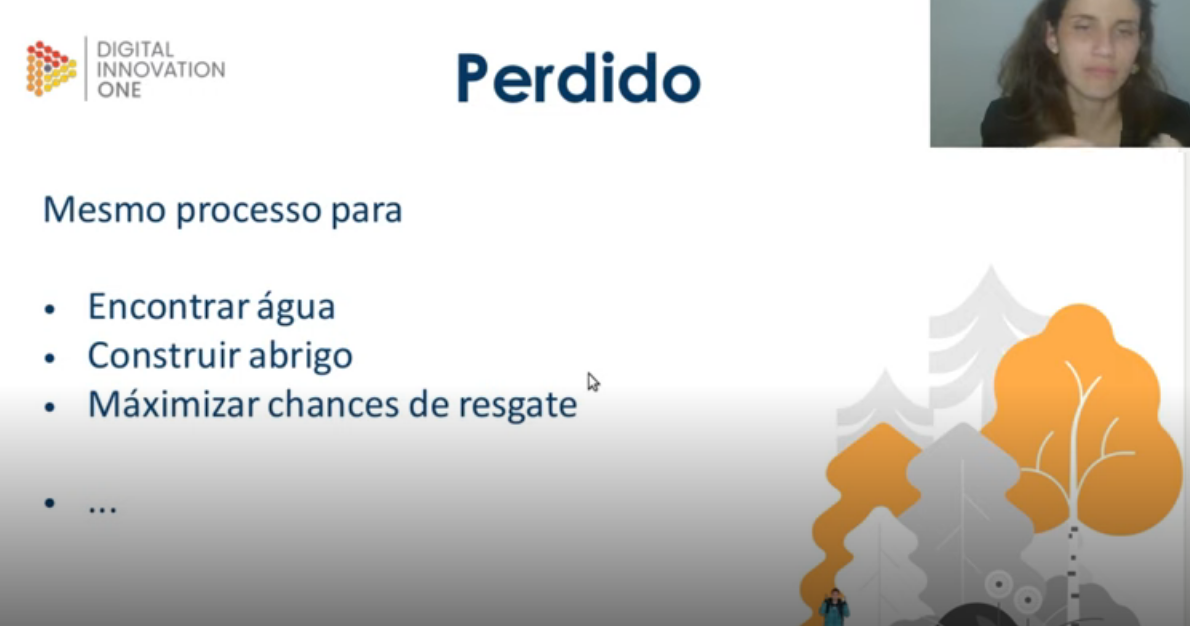 DIGITAL
INNOVATION
ONE
Perdido
Mesmo processo para
• Encontrar água
• Construir abrigo
• Máximizar chances de resgate
• ...